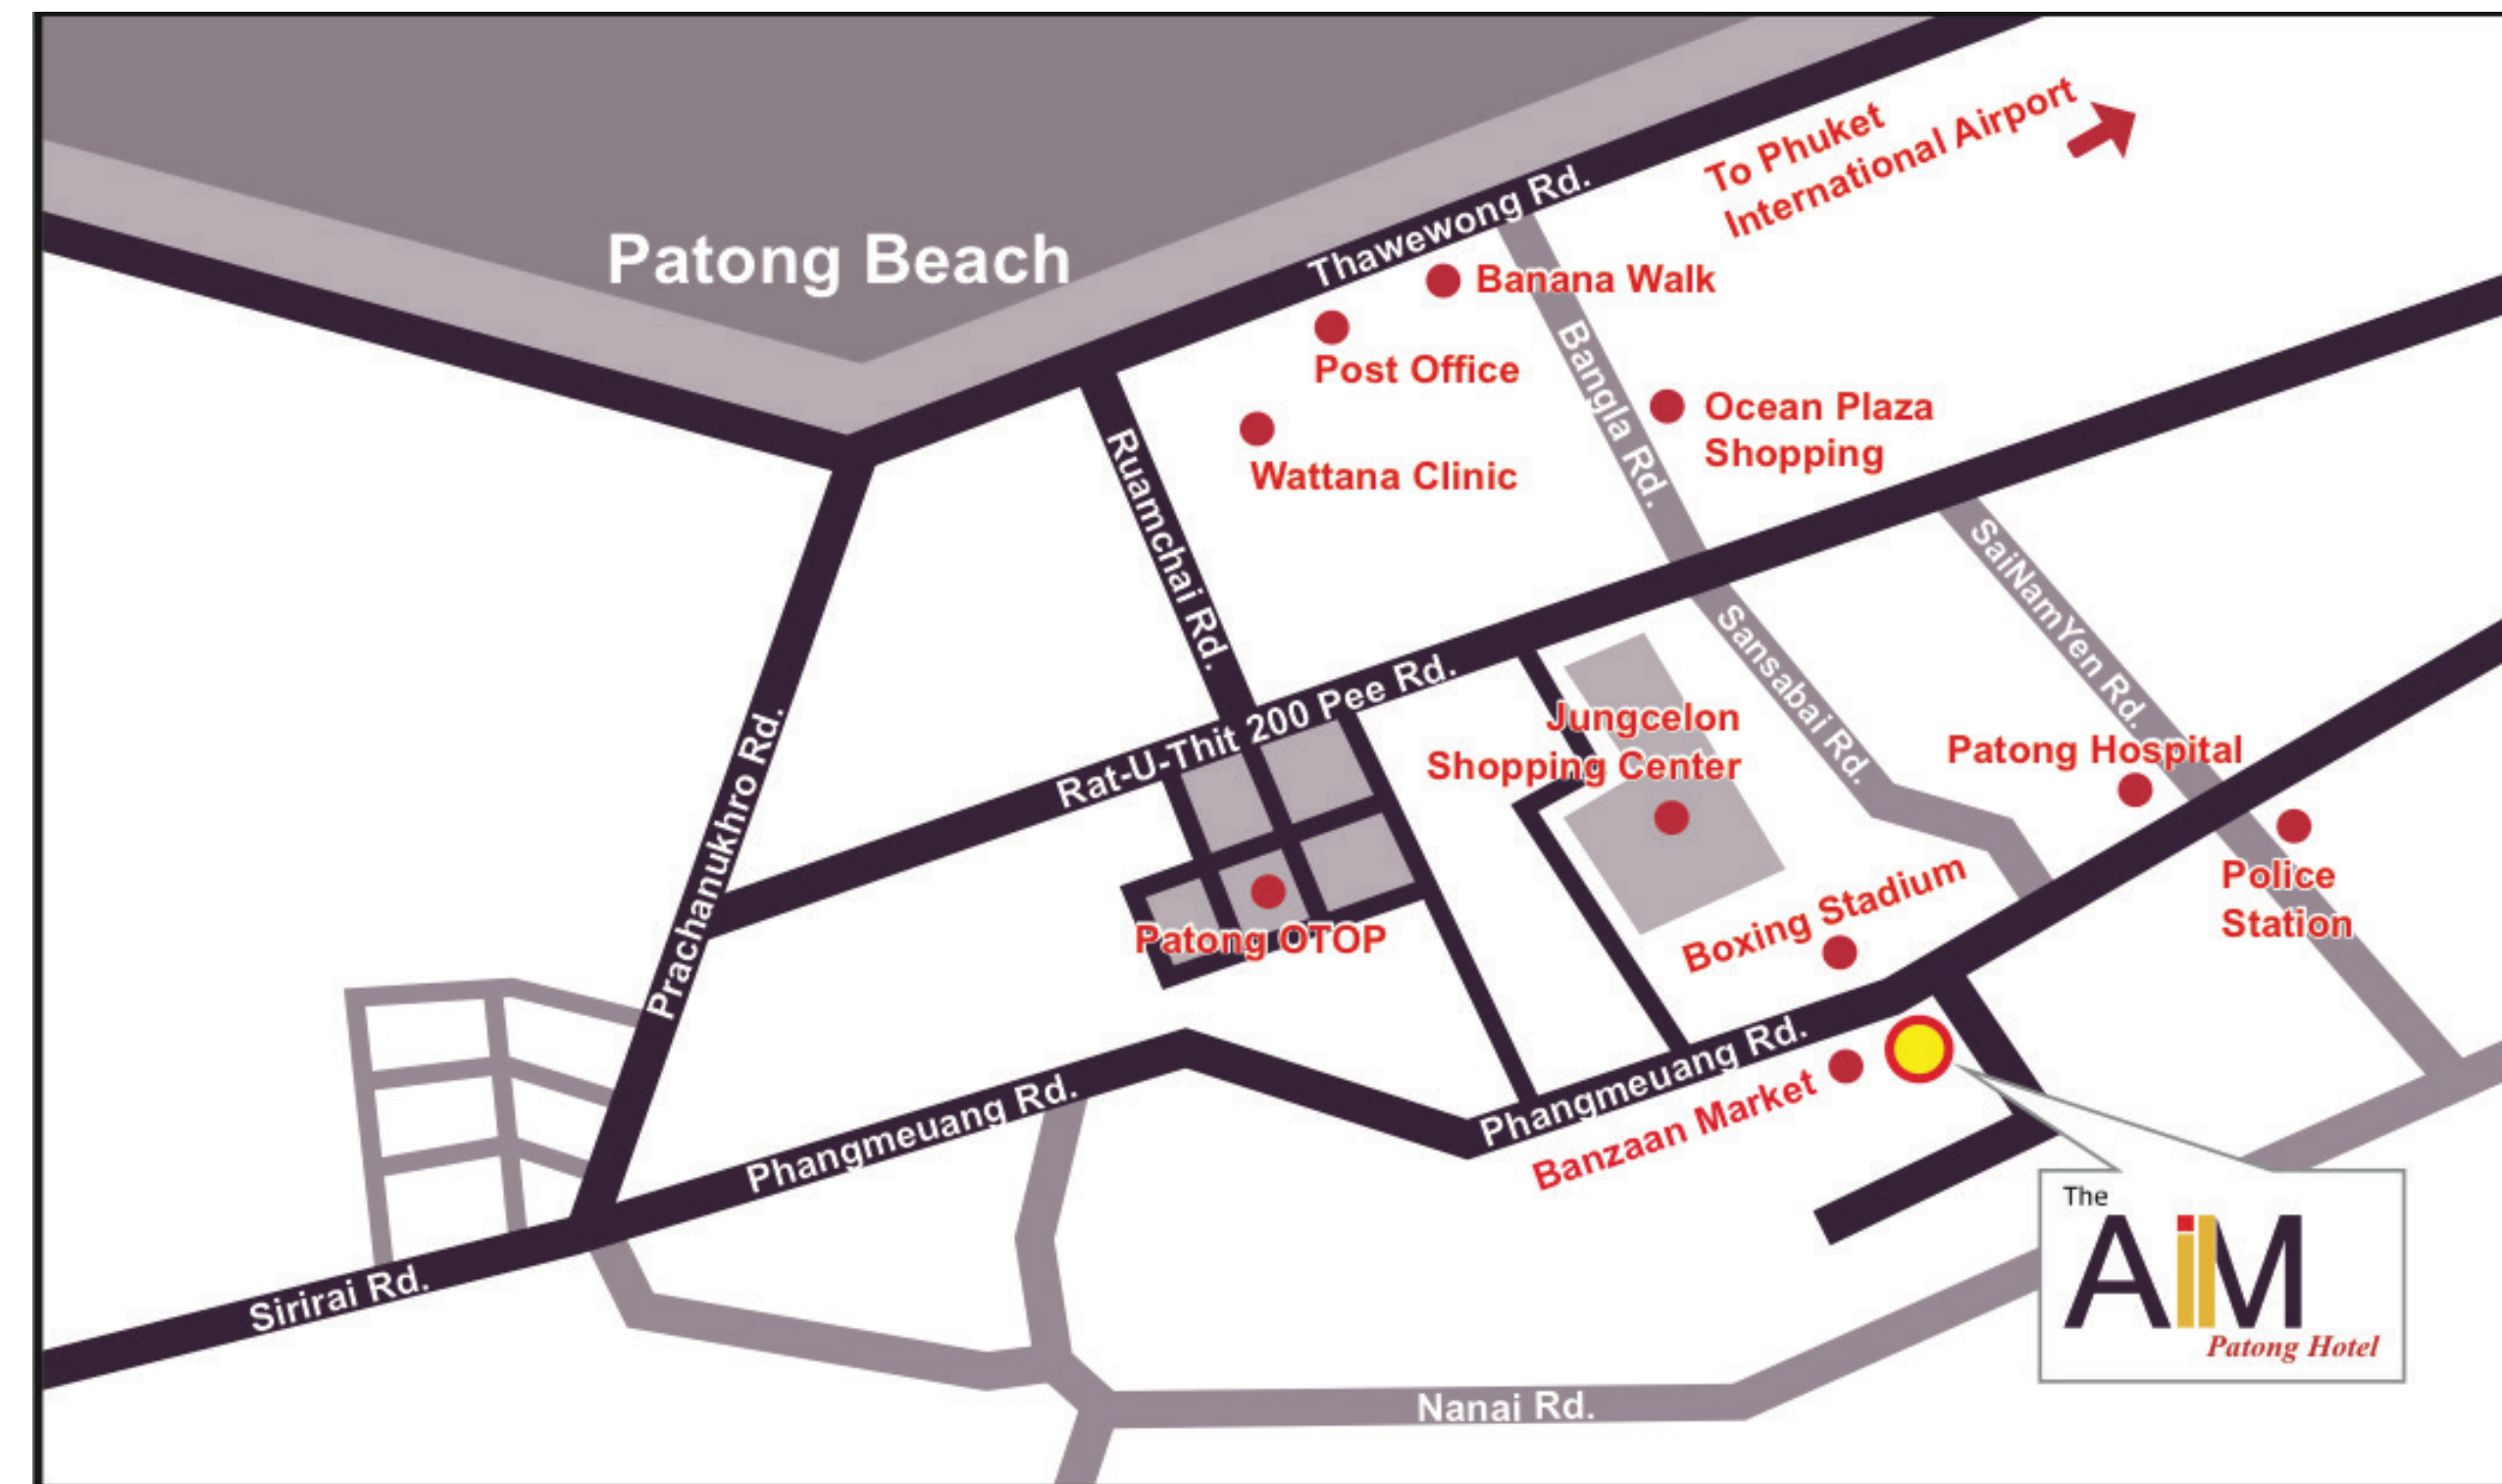 To Phuket
International Airport
Thawewong Rd.
Patong Beach
Banana Walk
Post Office
Bangla Rd.
Ocean Plaza
Shopping
Wattana Clinic
Ruamchai Rd.
SaiNamYen Rd.
Sansabai Rd.
Rat-U-Thit 200 Pee Rd.
Jungcelon
Shopping Center
Prachanukhro Rd.
Patong Hospital
Police
Station
Boxing Stadium
Patong OTOP
Phangmeuang Rd.
Phangmeuang Rd.
Banzaan Market
The
AiM
Patong Hotel
Sirirai Rd.
Nanai Rd.